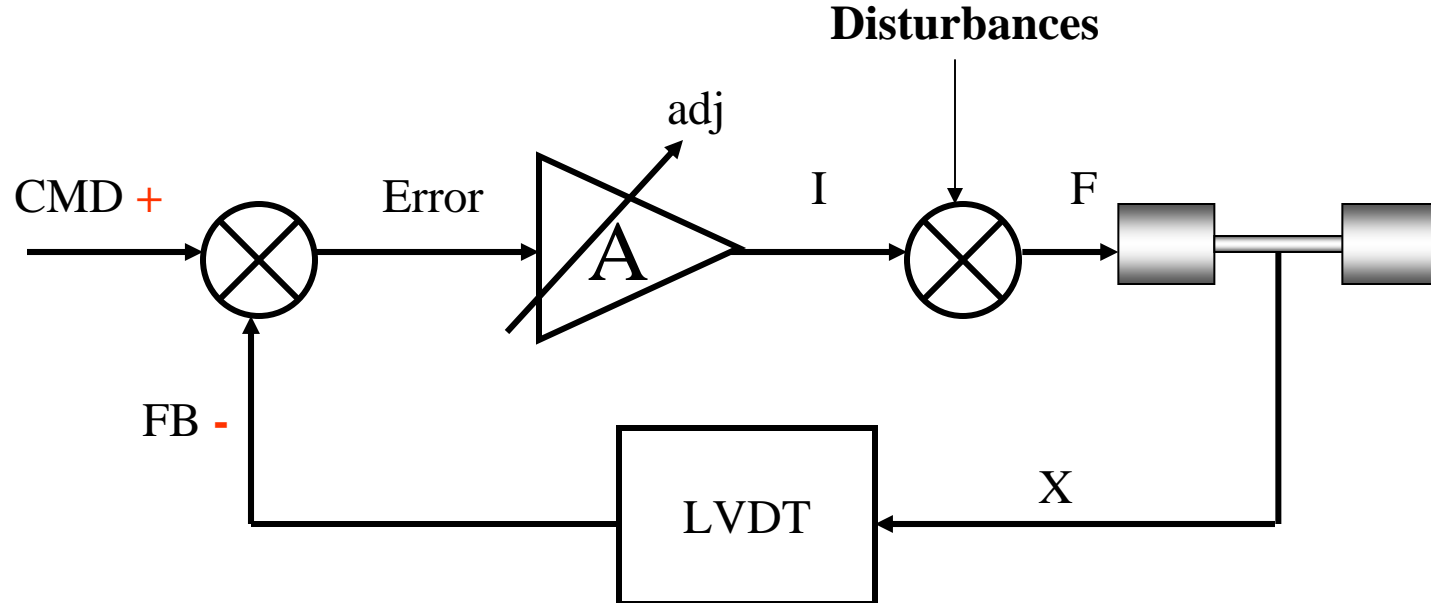 Disturbances
adj
CMD +
Error
A
I
F
FB -
LVDT
X